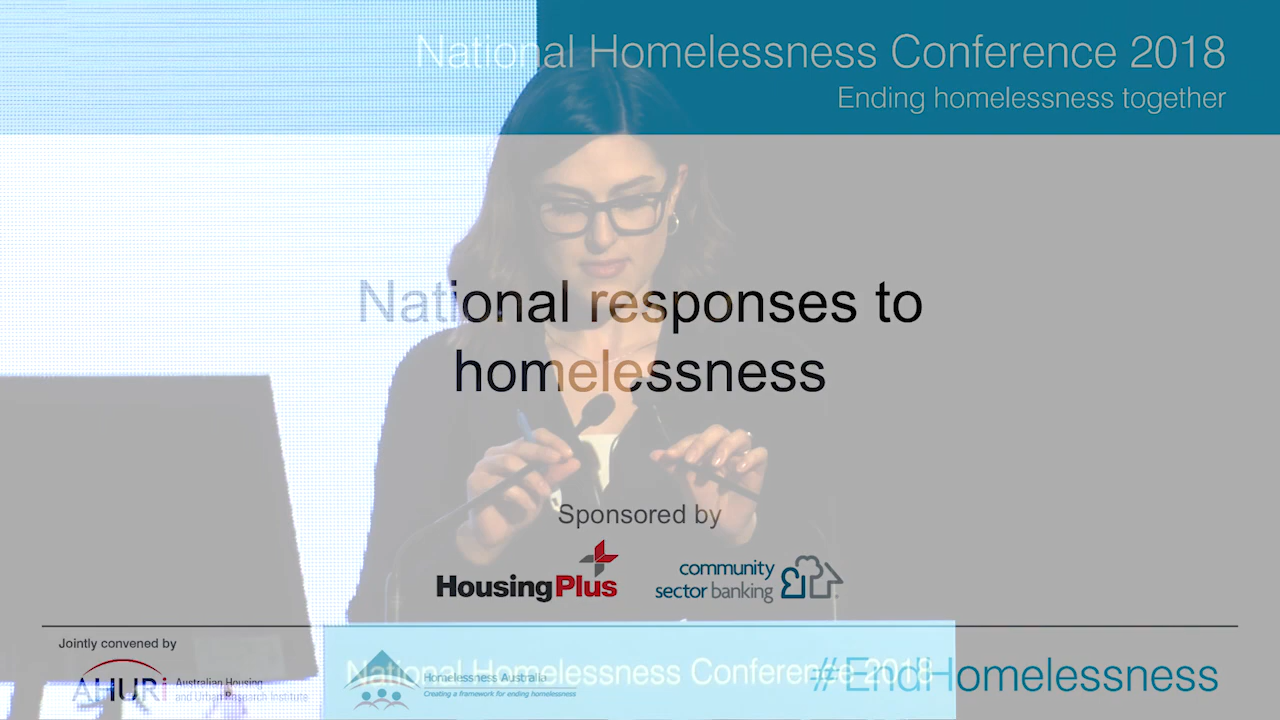 National Homelessness Conference 2018
Ending homelessness together
National responses to
homelessness
Sponsored by
HousingPlus
community
sector banking
Jointly convened by
AHURI
Australian Housing
and Urban Research Institute
Homelessness Australia
Creating a framework for ending homelessness
National Homelessness Conference 2018
#EndHomelessness